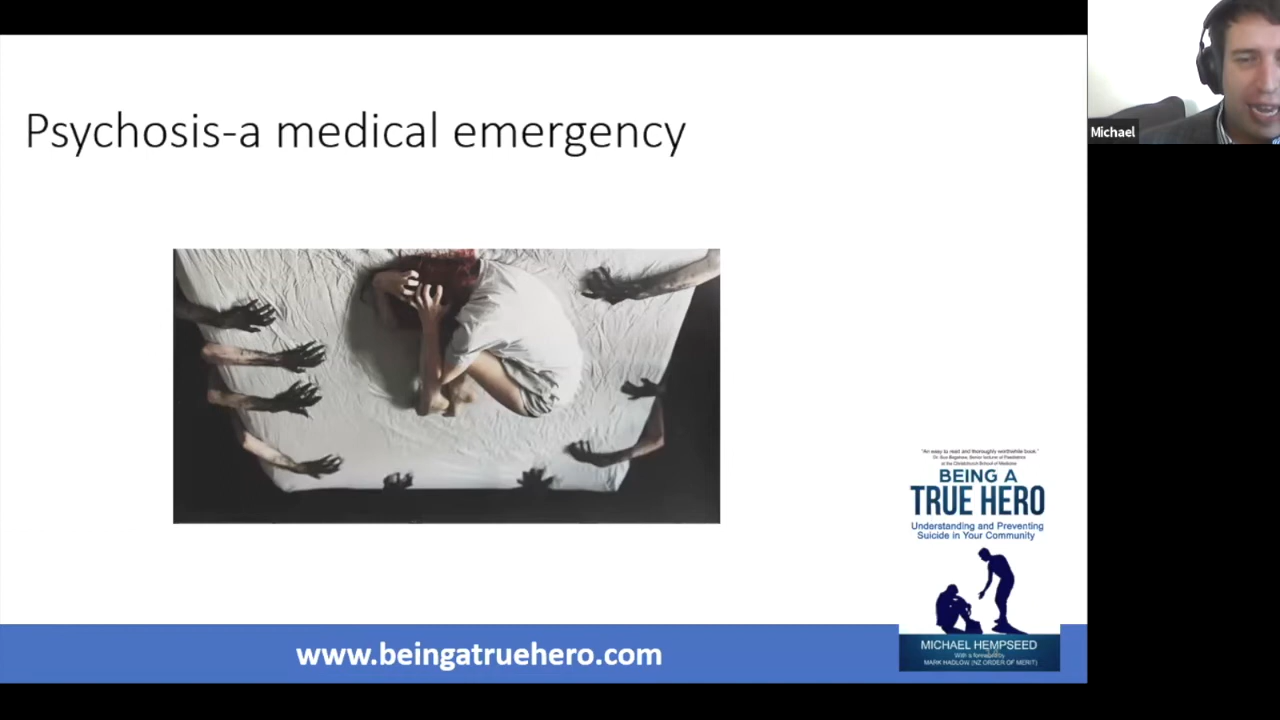 Psychosis-a medical emergency
Michael
"An easy to read and thoroughly worthwhile book."
Dr Sue Bagshaw, Senior lecturer of Paediatrics
at the Christchurch School of Medicine
BEING A
TRUE HERO
Understanding and Preventing
Suicide in Your Community
MICHAEL HEMPSEED
With a foreword by
MARK HADLOW (NZ ORDER OF MERIT)
www.beingatruehero.com